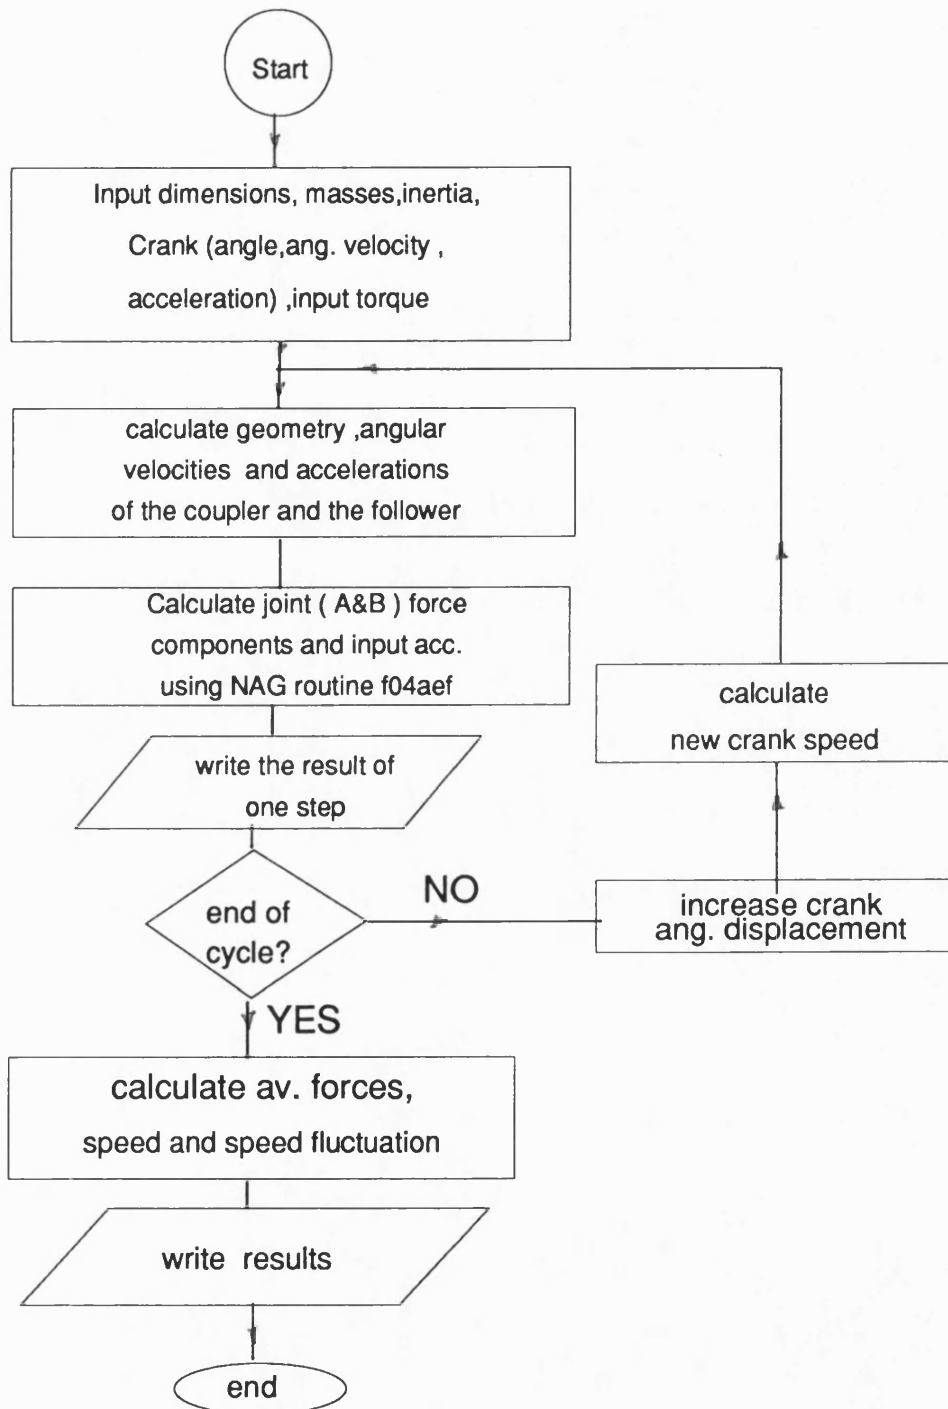 Start
Input dimensions, masses,inertia,
Crank (angle,ang. velocity ,
acceleration) ,input torque
calculate geometry ,angular
velocities and accelerations
of the coupler and the follower
Calculate joint ( A&B ) force
components and input acc.
using NAG routine f04aef
write the result of
one step
end of
cycle?
NO
increase crank
ang. displacement
calculate
new crank speed
YES
calculate av. forces,
speed and speed fluctuation
write results
end